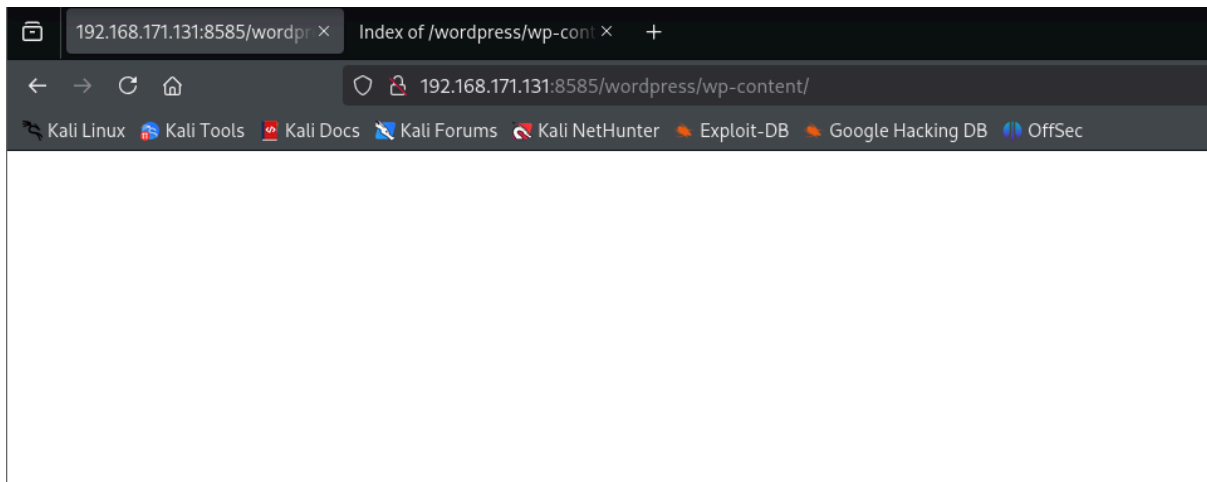 192.168.171.131:8585/wordpr Index of /wordpress/wp-cont
192.168.171.131:8585/wordpress/wp-content/
Kali Linux Kali Tools Kali Docs Kali Forums Kali NetHunter Exploit-DB Google Hacking DB OffSec